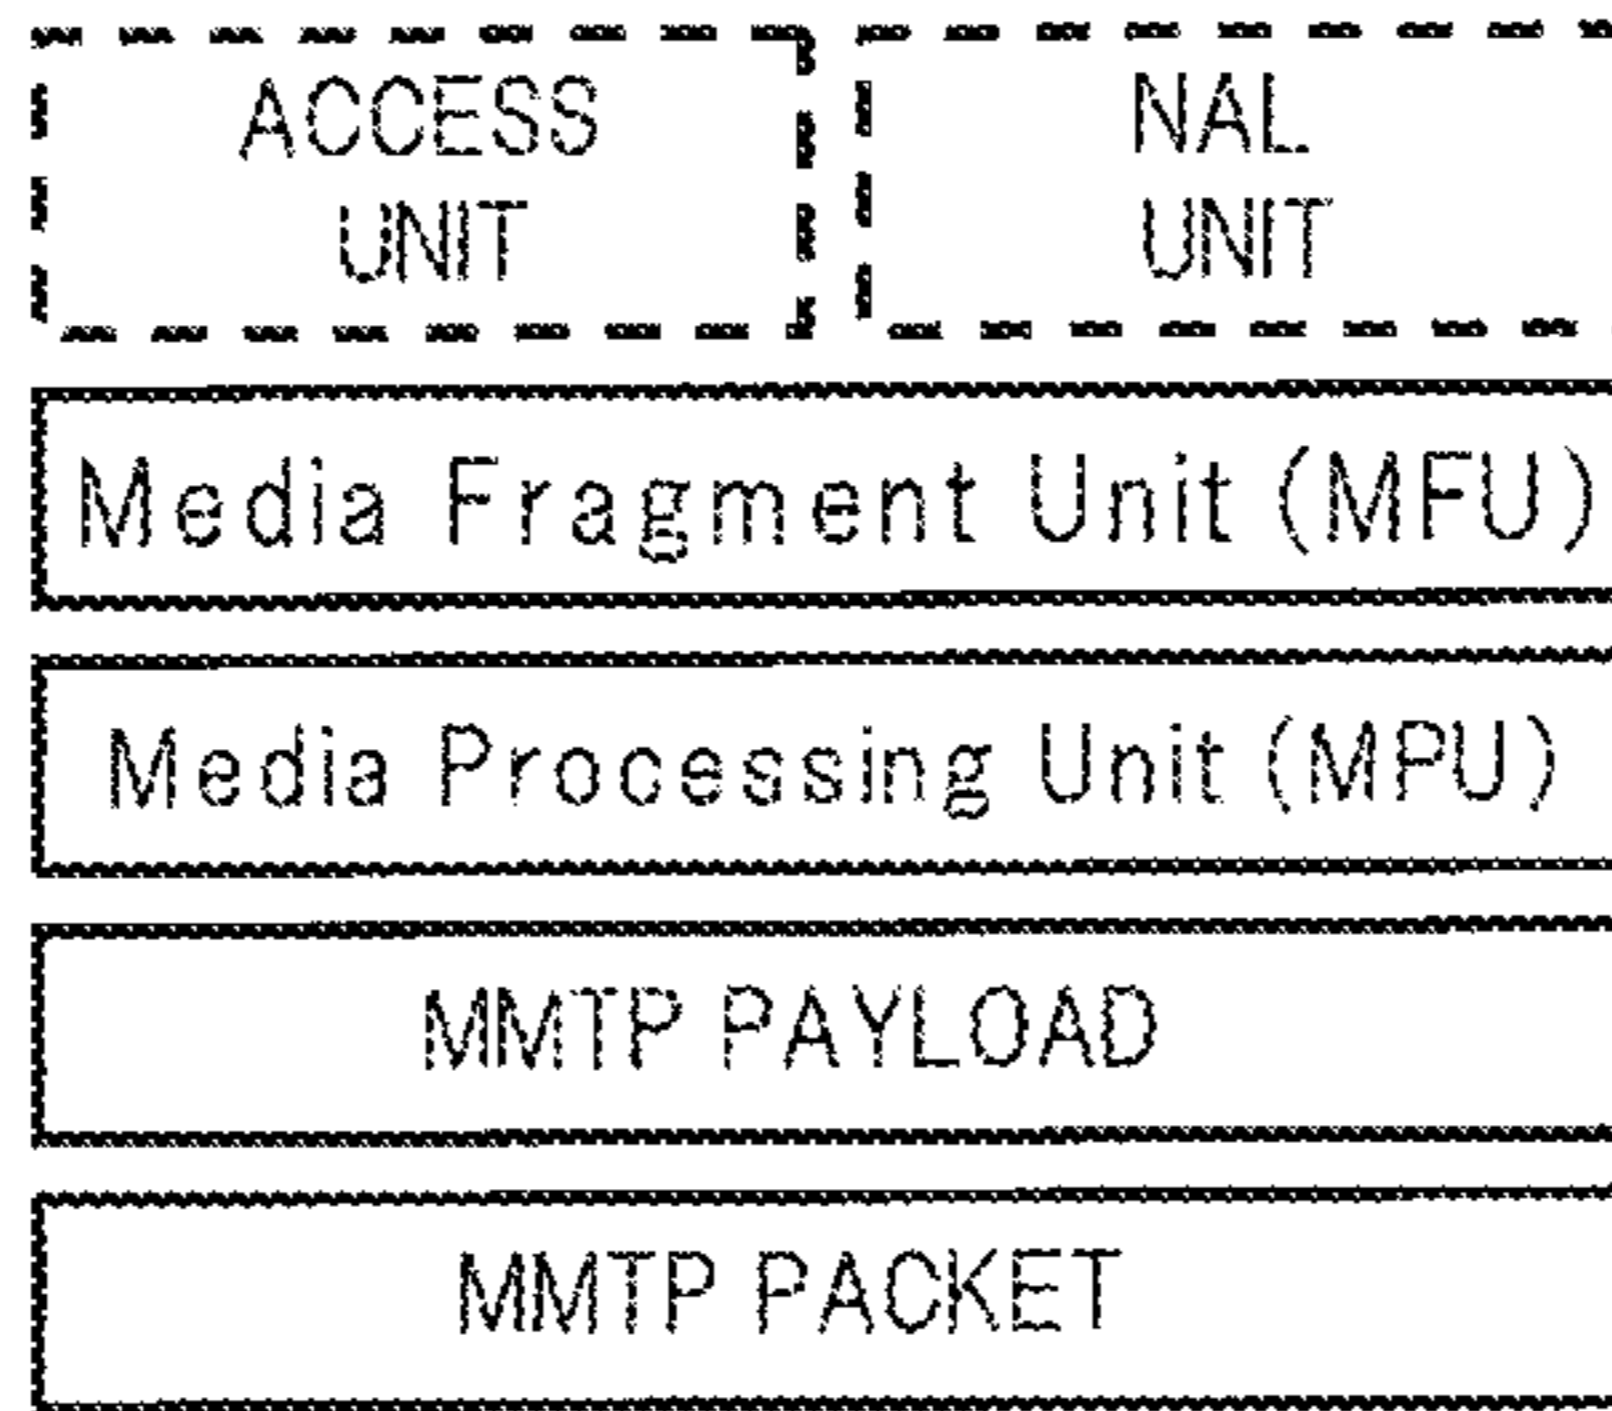 ACCESS
UNIT
NAL
UNIT
Media Fragment Unit (MFU)
Media Processing Unit (MPU)
MMTP PAYLOAD
MMTP PACKET